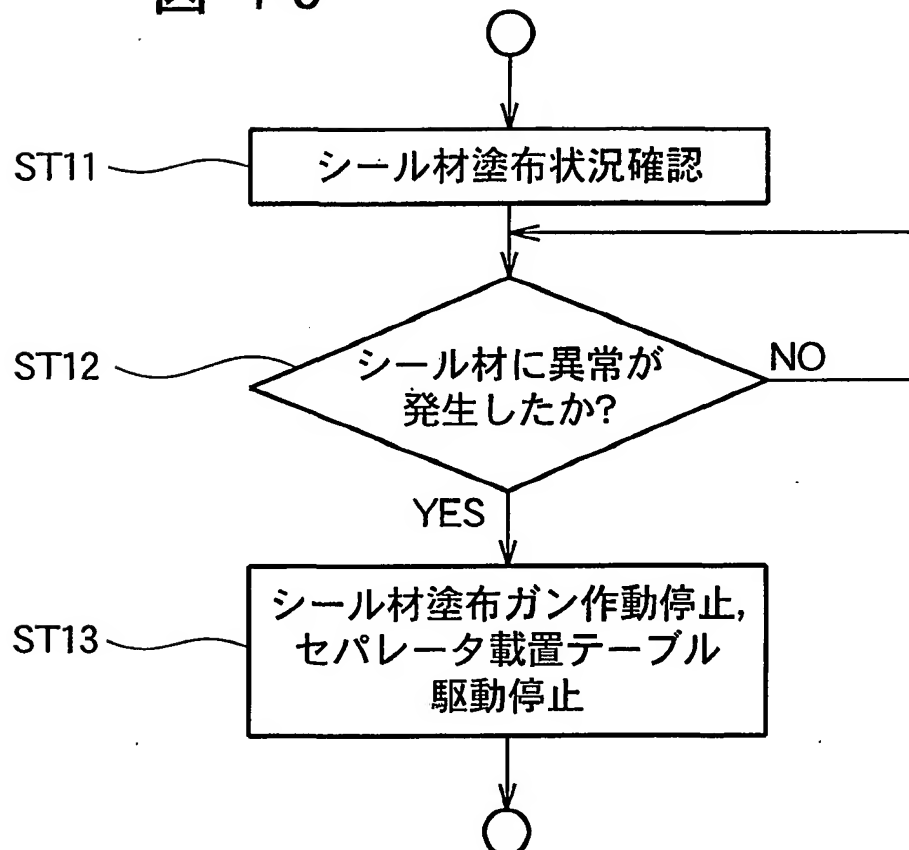 ST11
シール材塗布状況確認
ST12
シール材に異常が
発生したか?
NO
YES
ST13
シール材塗布ガン作動停止,
セパレータ載置テーブル
駆動停止